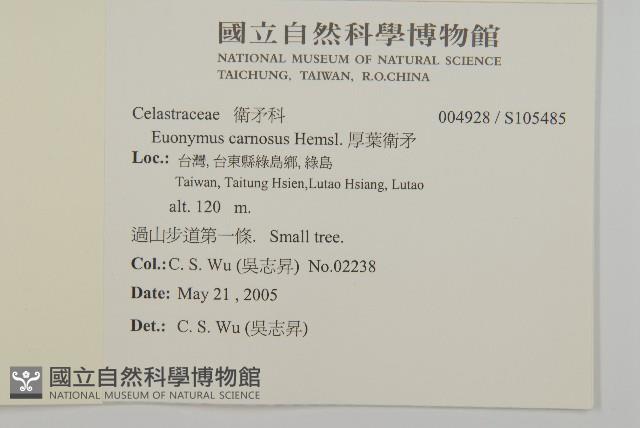 國立自然科學博物館
NATIONAL MUSEUM OF NATURAL SCIENCE
TAICHUNG, TAIWAN, R.O.CHINA
Celastraceae 衛矛科 004928 / S105485
Euonymus carnosus Hemsl. 厚葉衛矛
Loc.: 台灣, 台東縣綠島鄉, 綠島
Taiwan, Taitung Hsien,Lutao Hsiang, Lutao
alt. 120 m.
過山步道第一條. Small tree.
Col.: C. S. Wu (吳志昇) No.02238
Date: May 21 , 2005
Det.: C. S. Wu (吳志昇)
國立自然科學博物館
NATIONAL MUSEUM OF NATURAL SCIENCE